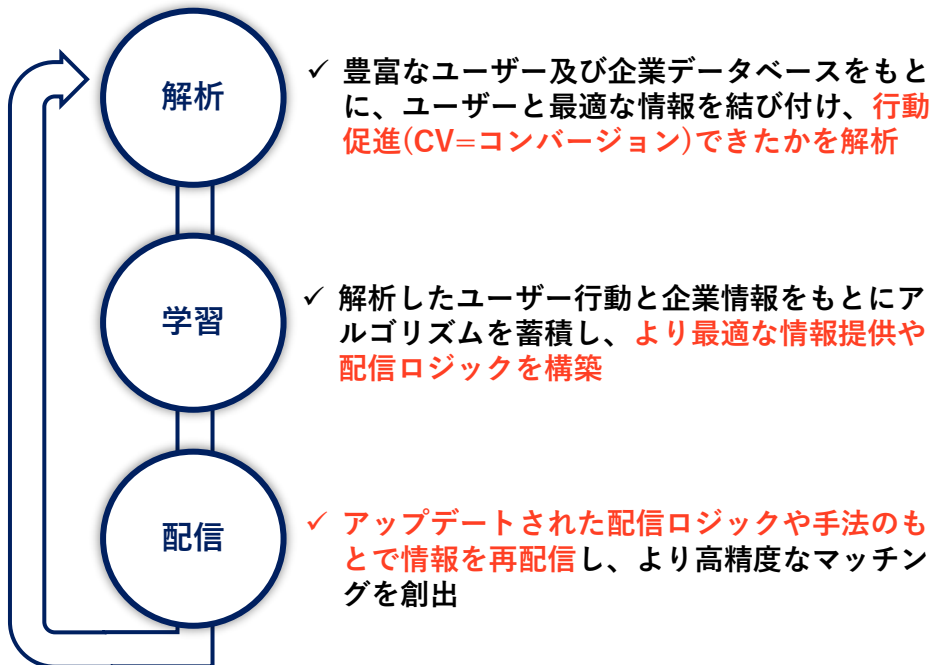 解析
✓ 豊富なユーザー及び企業データベースをもと
に、ユーザーと最適な情報を結び付け、行動
促進(CV=コンバージョン)できたかを解析
学習
✓ 解析したユーザー行動と企業情報をもとにア
ルゴリズムを蓄積し、より最適な情報提供や
配信ロジックを構築
配信
✓ アップデートされた配信ロジックや手法のも
とで情報を再配信し、より高精度なマッチン
グを創出